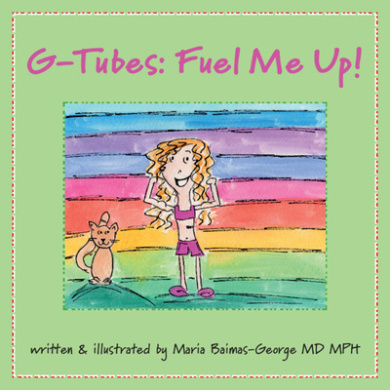 G-Tubes: Fuel Me Up!
written & illustrated by Maria Baimas-George MD MPH